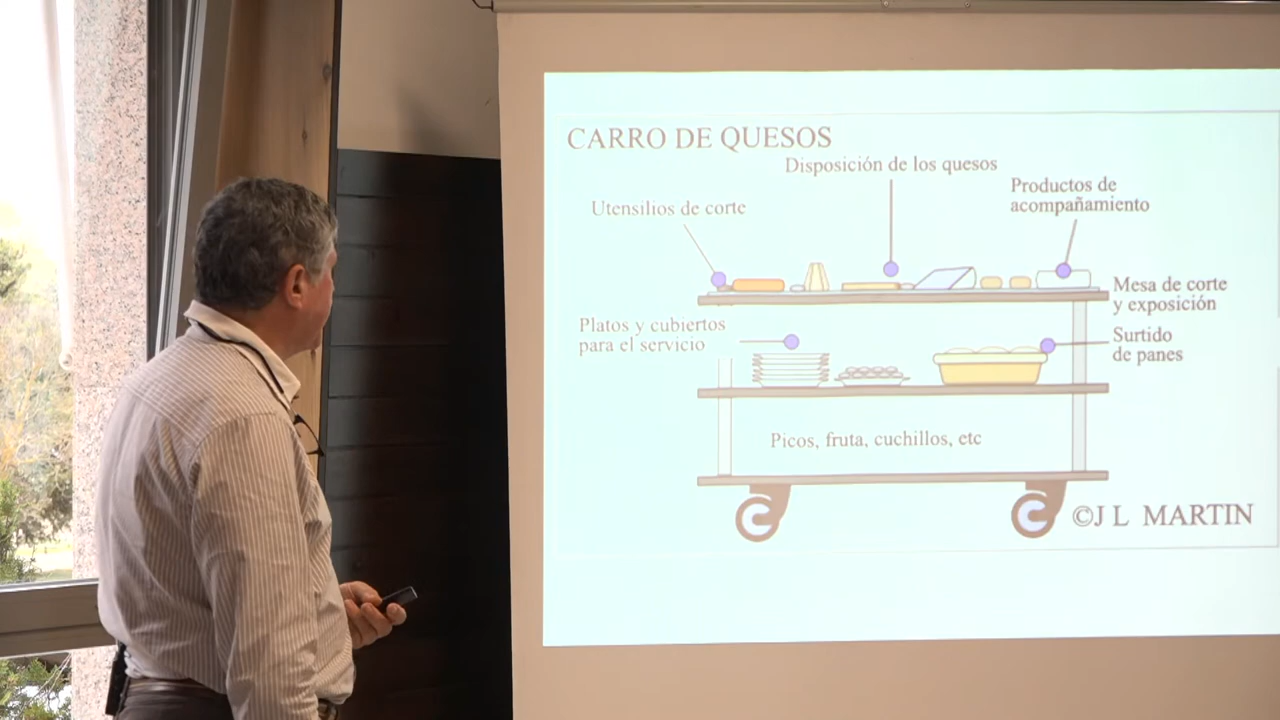 CARRO DE QUESOS
Disposición de los quesos
Utensilios de corte
Productos de
acompañamiento
Mesa de corte
y exposición
Platos y cubiertos
para el servicio
Surtido
de panes
Picos, fruta, cuchillos, etc
©J L MARTIN